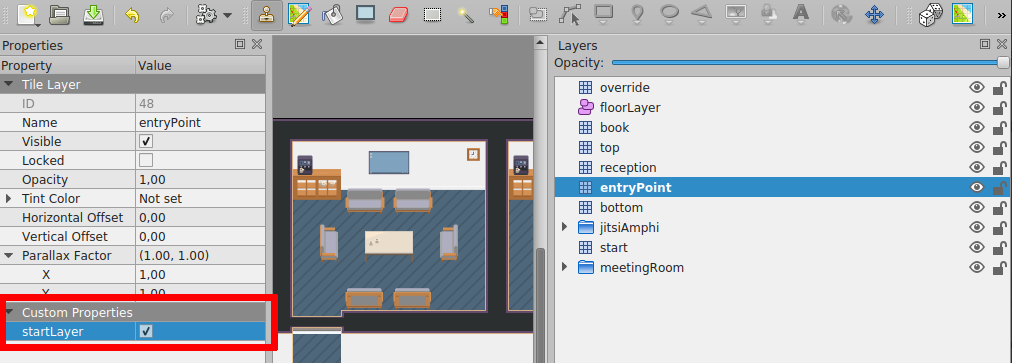 Properties
Property Value
Tile Layer
ID 48
Name entryPoint
Visible
Locked
Opacity 1,00
Tint Color Not set
Horizontal Offset 0,00
Vertical Offset 0,00
Parallax Factor (1.00, 1.00)
X 1,00
Y 1,00
Custom Properties
startLayer
Layers
Opacity:
override
floorLayer
book
top
reception
entryPoint
bottom
jitsiAmphi
start
meetingRoom